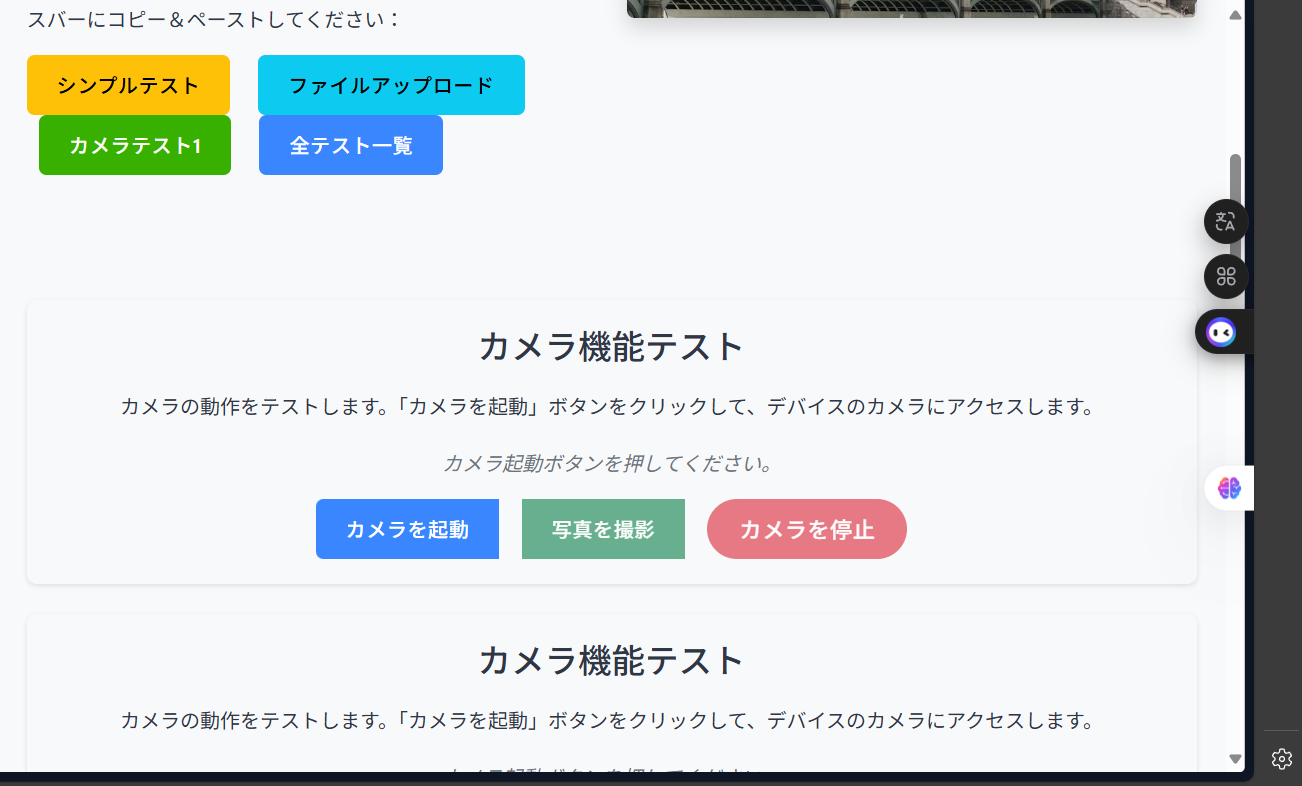 スバーにコピー＆ペーストしてください：
シンプルテスト
ファイルアップロード
カメラテスト1
全テスト一覧
カメラ機能テスト
カメラの動作をテストします。「カメラを起動」ボタンをクリックして、デバイスのカメラにアクセスします。
カメラ起動ボタンを押してください。
カメラを起動
写真を撮影
カメラを停止
カメラ機能テスト
カメラの動作をテストします。「カメラを起動」ボタンをクリックして、デバイスのカメラにアクセスします。